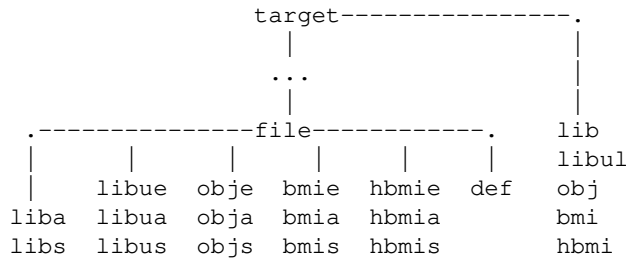 target----------------.
|                |
...               |
|                |
.---------------file------------.    lib
|      |      |     |     |     |    libul
|    libue  obje  bmie  hbmie  def   obj
liba  libua  obja  bmia  hbmia        bmi
libs  libus  objs  bmis  hbmis        hbmi